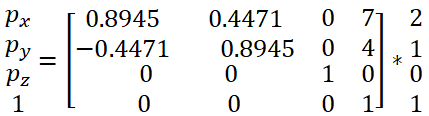 pₓ 0.8945 0.4471 0 7 2
p_y = −0.4471 0.8945 0 4 * 1
p_z 0 0 1 0 0
1 0 0 0 1 1